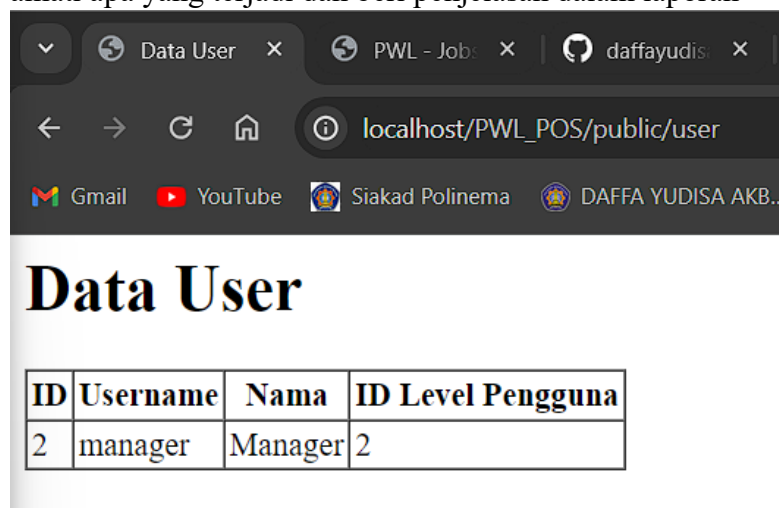 amati apa yang terjadi dan beri penjelasan dalam laporan
Data User
PWL - Jobs
daffayudis
localhost/PWL_POS/public/user
Gmail YouTube Siakad Polinema DAFFA YUDISA AKB...
Data User
ID Username Nama ID Level Pengguna
2 manager Manager 2